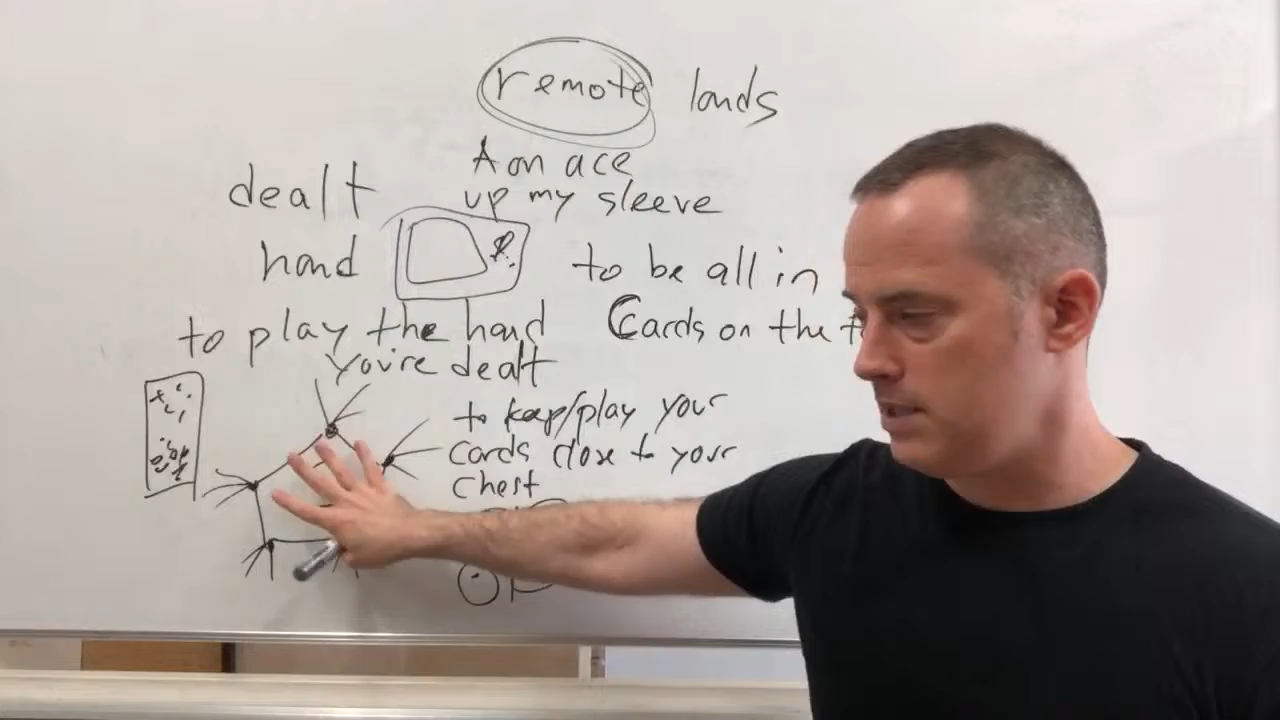 remote lands
A on ace
up my sleeve
dealt
hand
to be all in
to play the hand
you're dealt
Cards on the
to keep/play your
cards close to your
chest